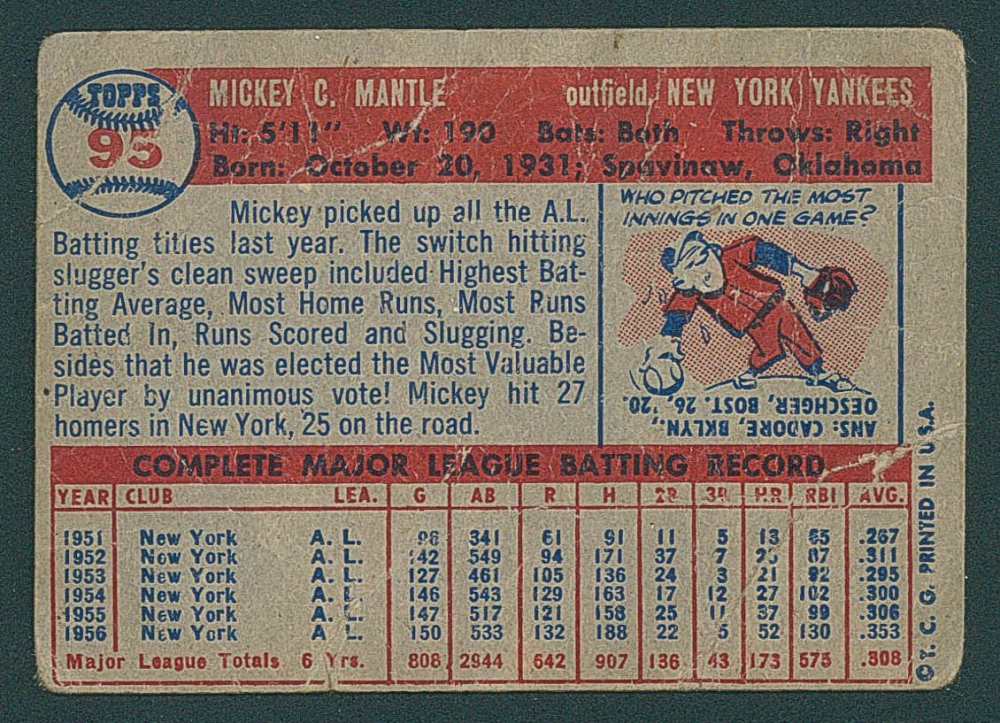 TOPPS
95
MICKEY C. MANTLE outfield, NEW YORK YANKEES
Ht: 5'11" Wt: 190 Bats: Both Throws: Right
Born: October 20, 1931; Spavinaw, Oklahoma
Mickey picked up all the A.L.
Batting titles last year. The switch hitting
slugger's clean sweep included Highest Bat-
ting Average, Most Home Runs, Most Runs
Batted In, Runs Scored and Slugging. Be-
sides that he was elected the Most Valuable
Player by unanimous vote! Mickey hit 27
homers in New York, 25 on the road.
WHO PITCHED THE MOST
INNINGS IN ONE GAME?
ANS: CADORE, BKLYN.,
OESCHGER, BOST. 26, '20.
COMPLETE MAJOR LEAGUE BATTING RECORD
YEAR CLUB LEA. G AB R H 2B 3B HR RBI AVG.
1951 New York A. L. 341 61 91 11 5 13 65 .267
1952 New York A. L. 142 549 94 171 37 7 87 .311
1953 New York A. L. 127 461 105 136 24 3 21 92 .295
1954 New York A. L. 146 543 129 163 17 12 27 102 .300
1955 New York A. L. 147 517 121 158 25 11 37 99 .306
1956 New York A. L. 150 533 132 188 22 5 52 130 .353
Major League Totals 6 Yrs. 808 2944 642 907 136 43 173 575 .308
© T. C. G. PRINTED IN U.S.A.